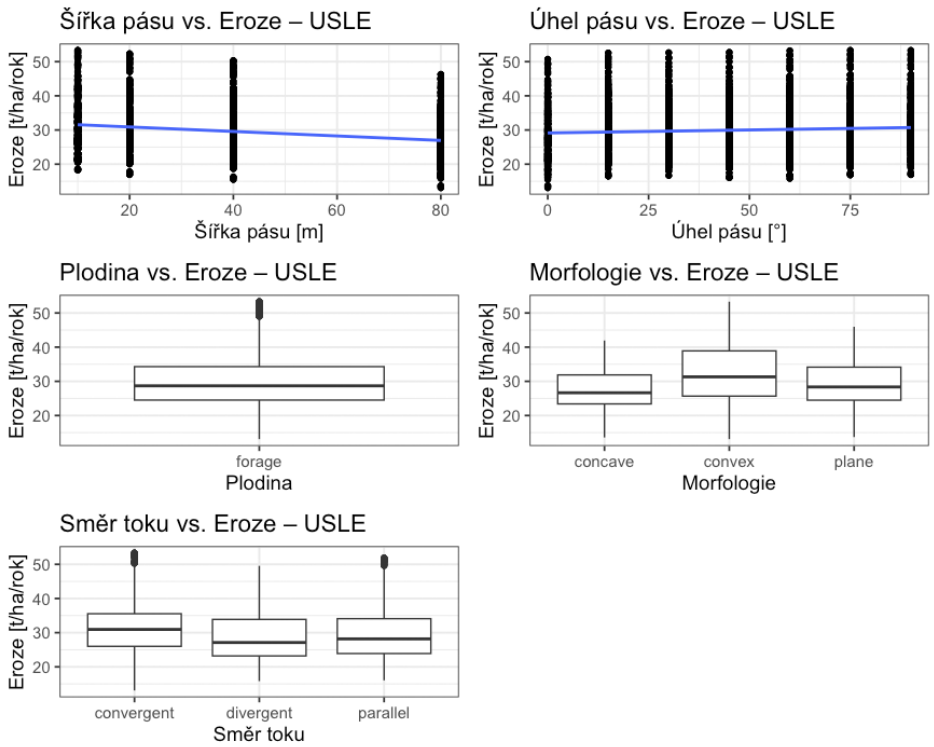 Šířka pásu vs. Eroze – USLE
Eroze [t/ha/rok]
50
40
30
20
20
40
60
80
Šířka pásu [m]
Úhel pásu vs. Eroze – USLE
Eroze [t/ha/rok]
50
40
30
20
0
25
50
75
Úhel pásu [°]
Plodina vs. Eroze – USLE
Eroze [t/ha/rok]
50
40
30
20
forage
Plodina
Morfologie vs. Eroze – USLE
Eroze [t/ha/rok]
50
40
30
20
concave
convex
plane
Morfologie
Směr toku vs. Eroze – USLE
Eroze [t/ha/rok]
50
40
30
20
convergent
divergent
parallel
Směr toku